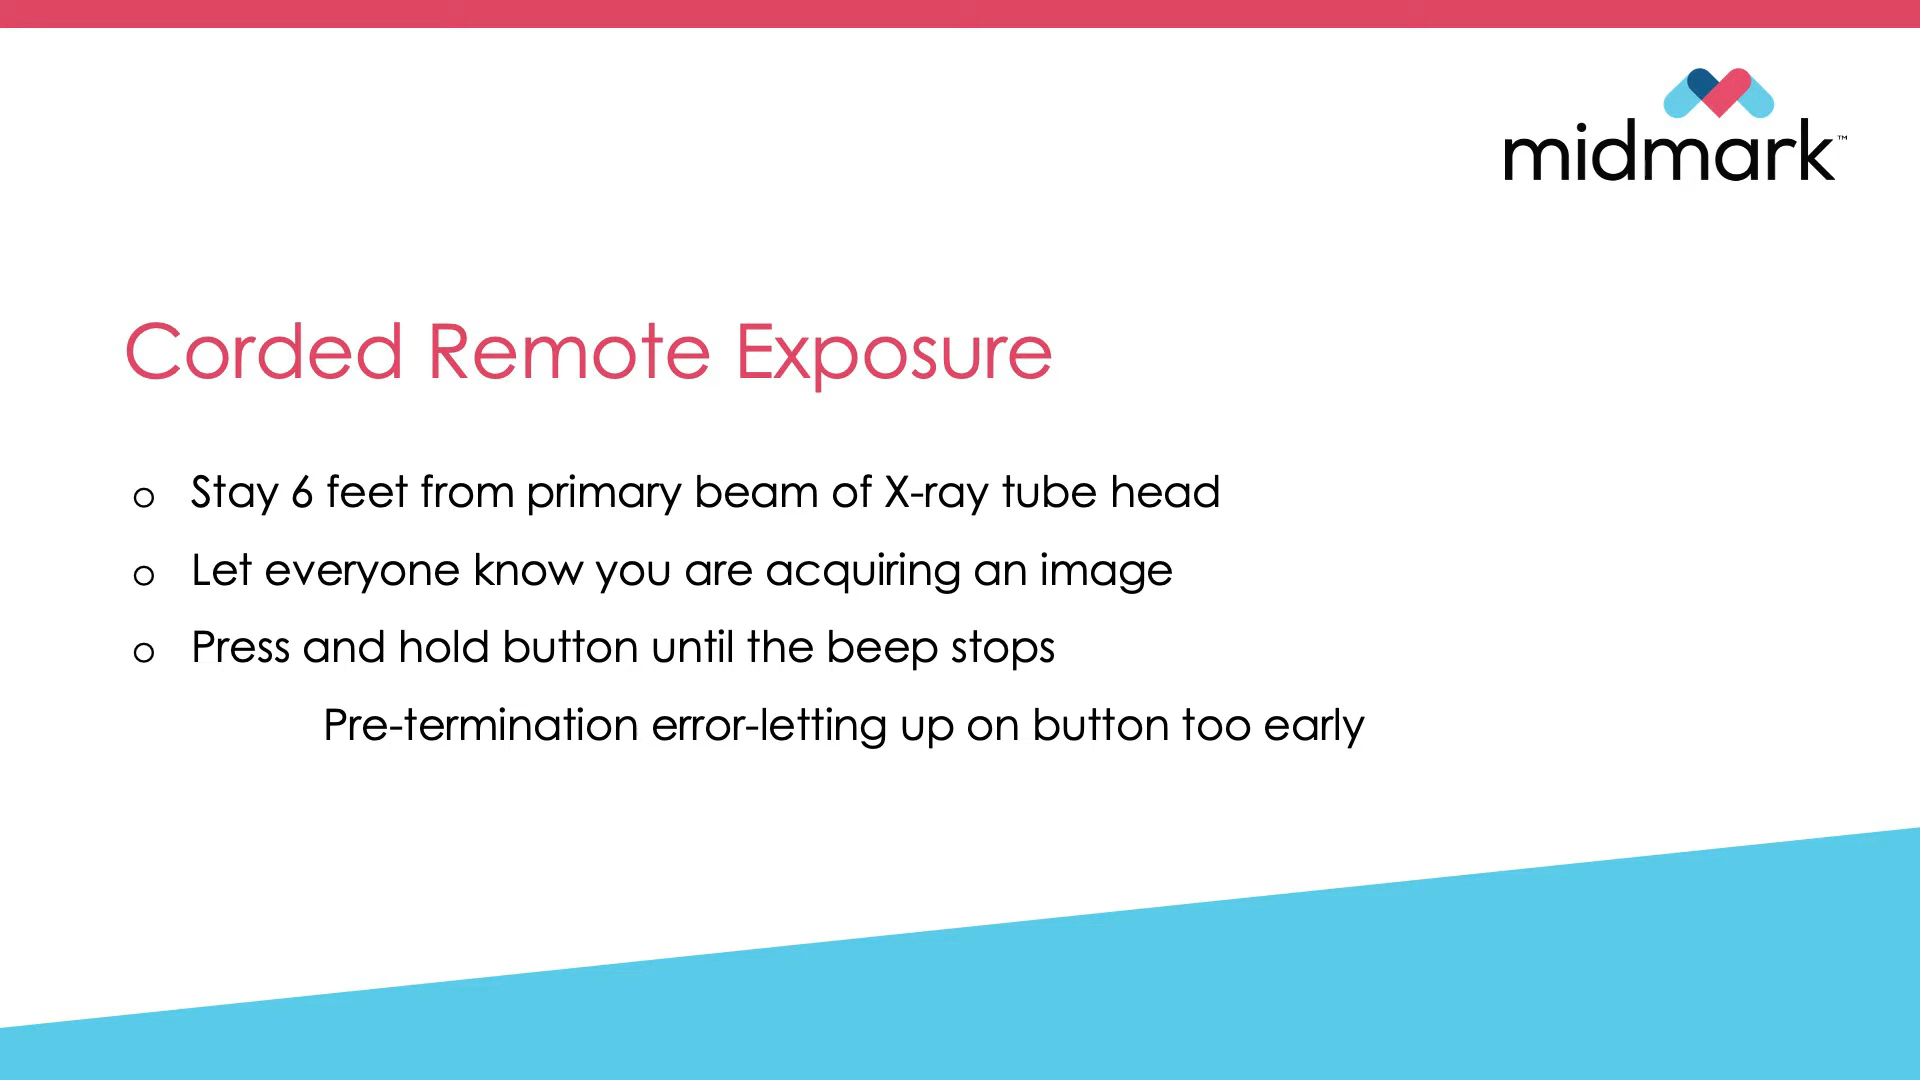 midmark™
Corded Remote Exposure
o Stay 6 feet from primary beam of X-ray tube head
o Let everyone know you are acquiring an image
o Press and hold button until the beep stops
Pre-termination error-letting up on button too early